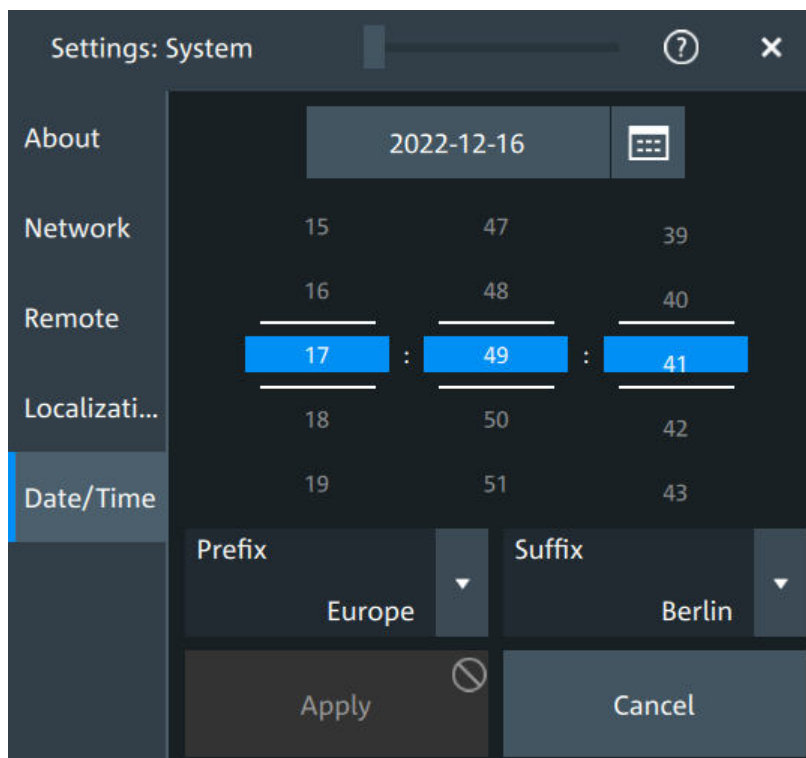 Settings: System
?
About
2022-12-16
Network
15 47 39
16 48 40
Remote
17 : 49 : 41
Localizati...
18 50 42
Date/Time
19 51 43
Prefix Suffix
Europe Berlin
Apply Cancel